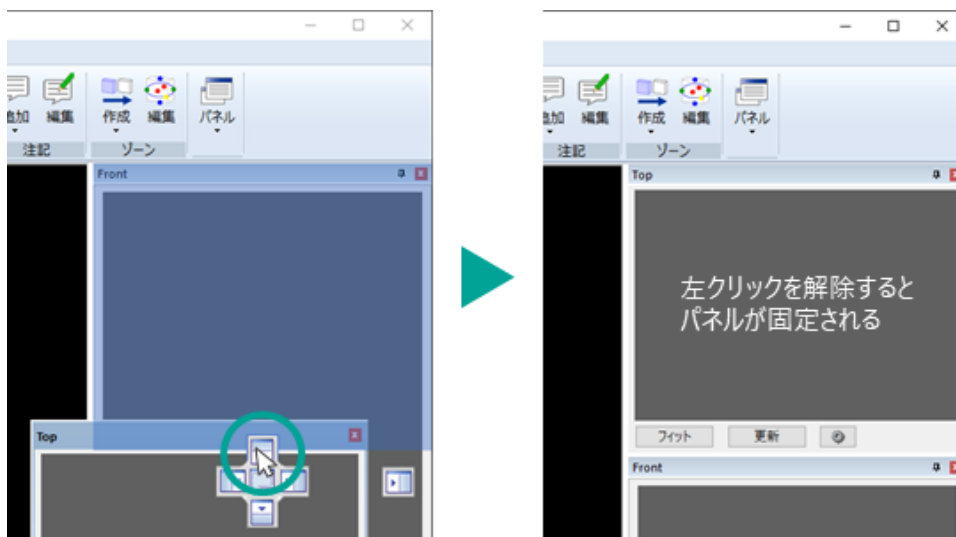 追加 編集 作成 編集 パネル
注記 ゾーン
Front
Top
追加 編集 作成 編集 パネル
注記 ゾーン
Top
左クリックを解除すると
パネルが固定される
フィット 更新
Front